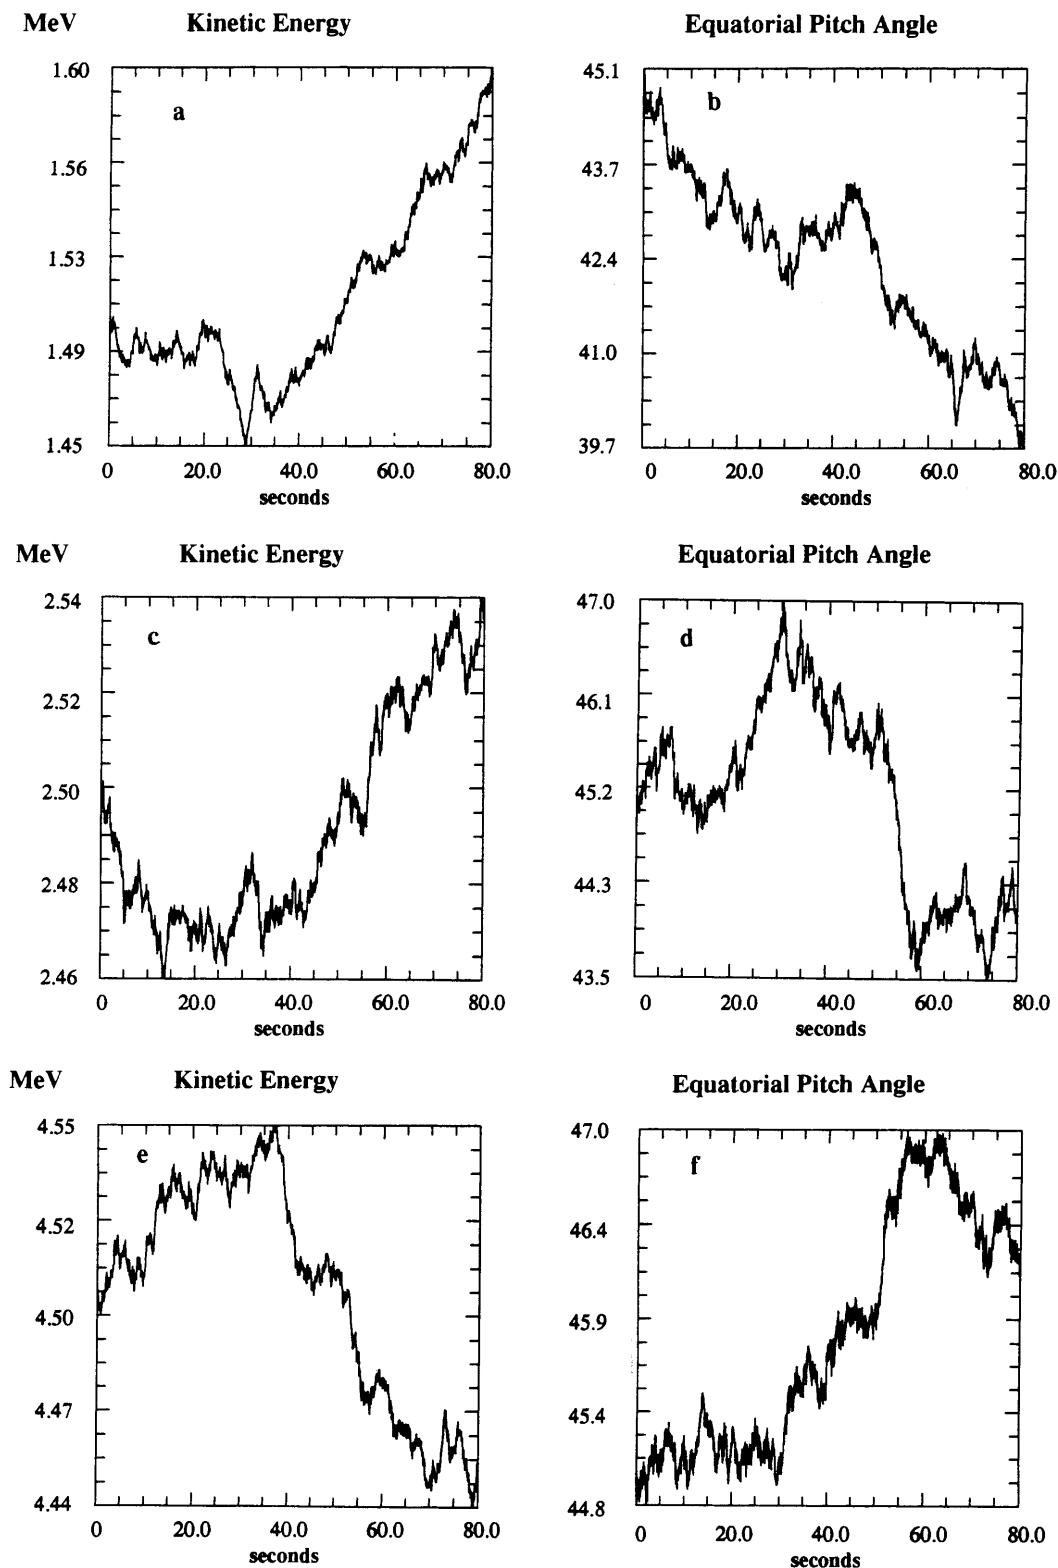 MeV Kinetic Energy Equatorial Pitch Angle
1.60 45.1
a b
1.56 43.7
1.53 42.4
1.49 41.0
1.45 39.7
0 20.0 40.0 60.0 80.0 0 20.0 40.0 60.0 80.0
seconds seconds
MeV Kinetic Energy Equatorial Pitch Angle
2.54 47.0
c d
2.52 46.1
2.50 45.2
2.48 44.3
2.46 43.5
0 20.0 40.0 60.0 80.0 0 20.0 40.0 60.0 80.0
seconds seconds
MeV Kinetic Energy Equatorial Pitch Angle
4.55 47.0
e f
4.52 46.4
4.50 45.9
4.47 45.4
4.44 44.8
0 20.0 40.0 60.0 80.0 0 20.0 40.0 60.0 80.0
seconds seconds